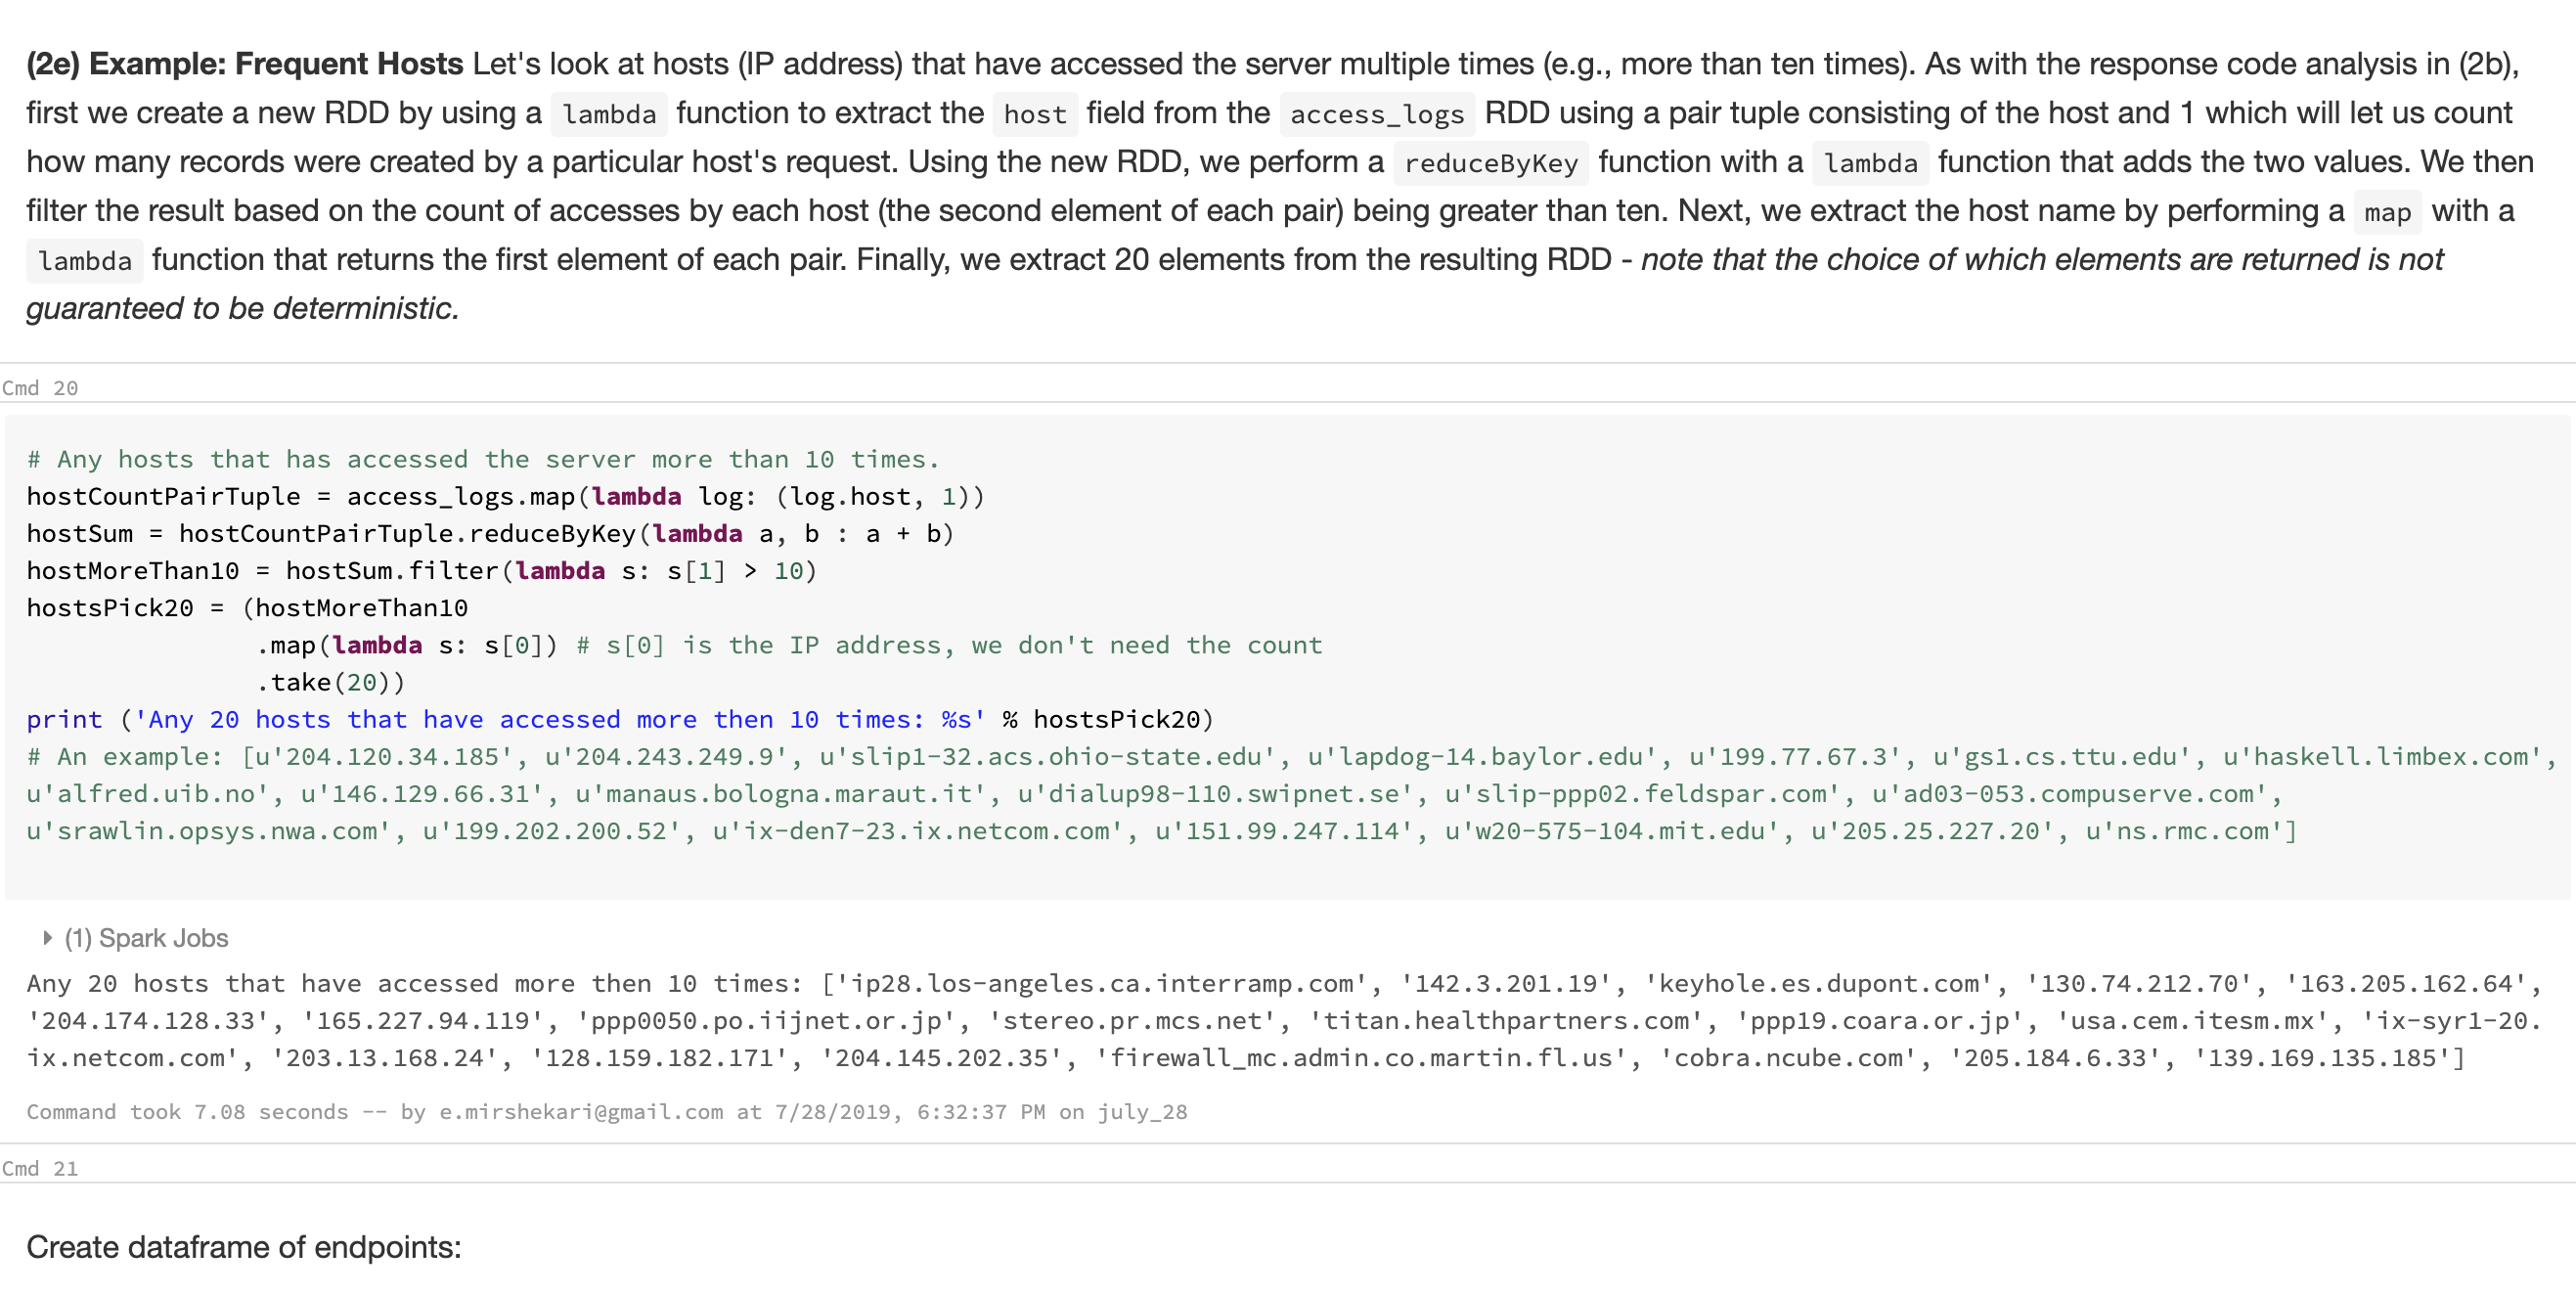 (2e) Example: Frequent Hosts Let's look at hosts (IP address) that have accessed the server multiple times (e.g., more than ten times). As with the response code analysis in (2b),
first we create a new RDD by using a lambda function to extract the host field from the access_logs RDD using a pair tuple consisting of the host and 1 which will let us count
how many records were created by a particular host's request. Using the new RDD, we perform a reduceByKey function with a lambda function that adds the two values. We then
filter the result based on the count of accesses by each host (the second element of each pair) being greater than ten. Next, we extract the host name by performing a map with a
lambda function that returns the first element of each pair. Finally, we extract 20 elements from the resulting RDD - note that the choice of which elements are returned is not
guaranteed to be deterministic.
Cmd 20
# Any hosts that has accessed the server more than 10 times.
hostCountPairTuple = access_logs.map(lambda log: (log.host, 1))
hostSum = hostCountPairTuple.reduceByKey(lambda a, b : a + b)
hostMoreThan10 = hostSum.filter(lambda s: s[1] > 10)
hostsPick20 = (hostMoreThan10
.map(lambda s: s[0]) # s[0] is the IP address, we don't need the count
.take(20))
print ('Any 20 hosts that have accessed more then 10 times: %s' % hostsPick20)
# An example: [u'204.120.34.185', u'204.243.249.9', u'slip1-32.acs.ohio-state.edu', u'lapdog-14.baylor.edu', u'199.77.67.3', u'gs1.cs.ttu.edu', u'haskell.limbex.com',
u'alfred.uib.no', u'146.129.66.31', u'manaus.bologna.maraut.it', u'dialup98-110.swipnet.se', u'slip-ppp02.feldspar.com', u'ad03-053.compuserve.com',
u'srawlin.opsys.nwa.com', u'199.202.200.52', u'ix-den7-23.ix.netcom.com', u'151.99.247.114', u'w20-575-104.mit.edu', u'205.25.227.20', u'ns.rmc.com']
(1) Spark Jobs
Any 20 hosts that have accessed more then 10 times: ['ip28.los-angeles.ca.interramp.com', '142.3.201.19', 'keyhole.es.dupont.com', '130.74.212.70', '163.205.162.64',
'204.174.128.33', '165.227.94.119', 'ppp0050.po.iijnet.or.jp', 'stereo.pr.mcs.net', 'titan.healthpartners.com', 'ppp19.coara.or.jp', 'usa.cem.itesm.mx', 'ix-syr1-20.
ix.netcom.com', '203.13.168.24', '128.159.182.171', '204.145.202.35', 'firewall_mc.admin.co.martin.fl.us', 'cobra.ncube.com', '205.184.6.33', '139.169.135.185']
Command took 7.08 seconds -- by e.mirshekari@gmail.com at 7/28/2019, 6:32:37 PM on july_28
Cmd 21
Create dataframe of endpoints: